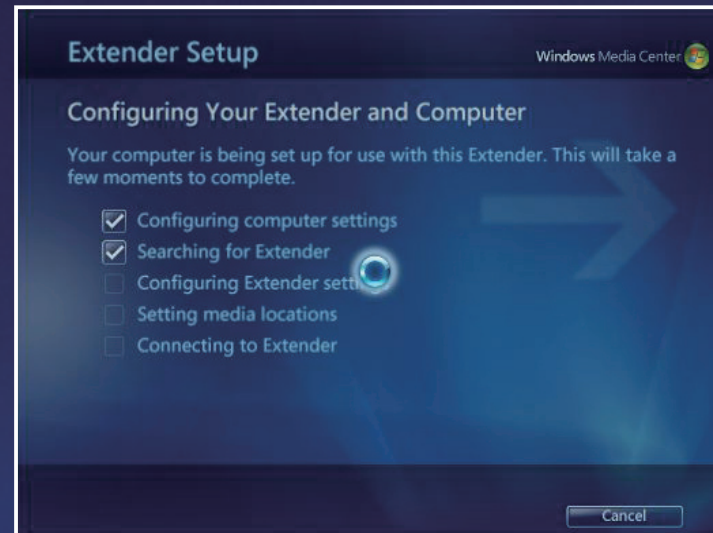 Extender Setup
Windows Media Center
Configuring Your Extender and Computer
Your computer is being set up for use with this Extender. This will take a
few moments to complete.
Configuring computer settings
Searching for Extender
Configuring Extender
Setting media locations
Connecting to Extender
Cancel